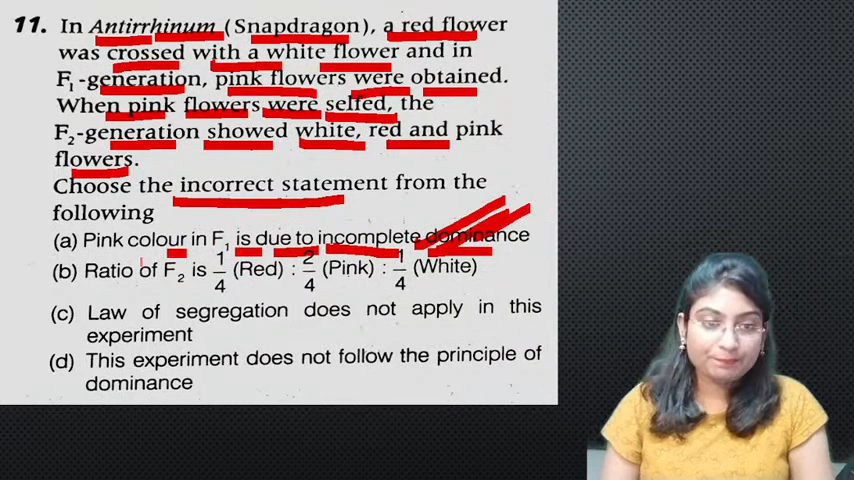 11. In Antirrhinum (Snapdragon), a red flower
was crossed with a white flower and in
F₁-generation, pink flowers were obtained.
When pink flowers were selfed, the
F₂-generation showed white, red and pink
flowers.
Choose the incorrect statement from the
following
(a) Pink colour in F₁ is due to incomplete dominance
(b) Ratio of F₂ is 1/4 (Red) : 2/4 (Pink) : 1/4 (White)
(c) Law of segregation does not apply in this
experiment
(d) This experiment does not follow the principle of
dominance